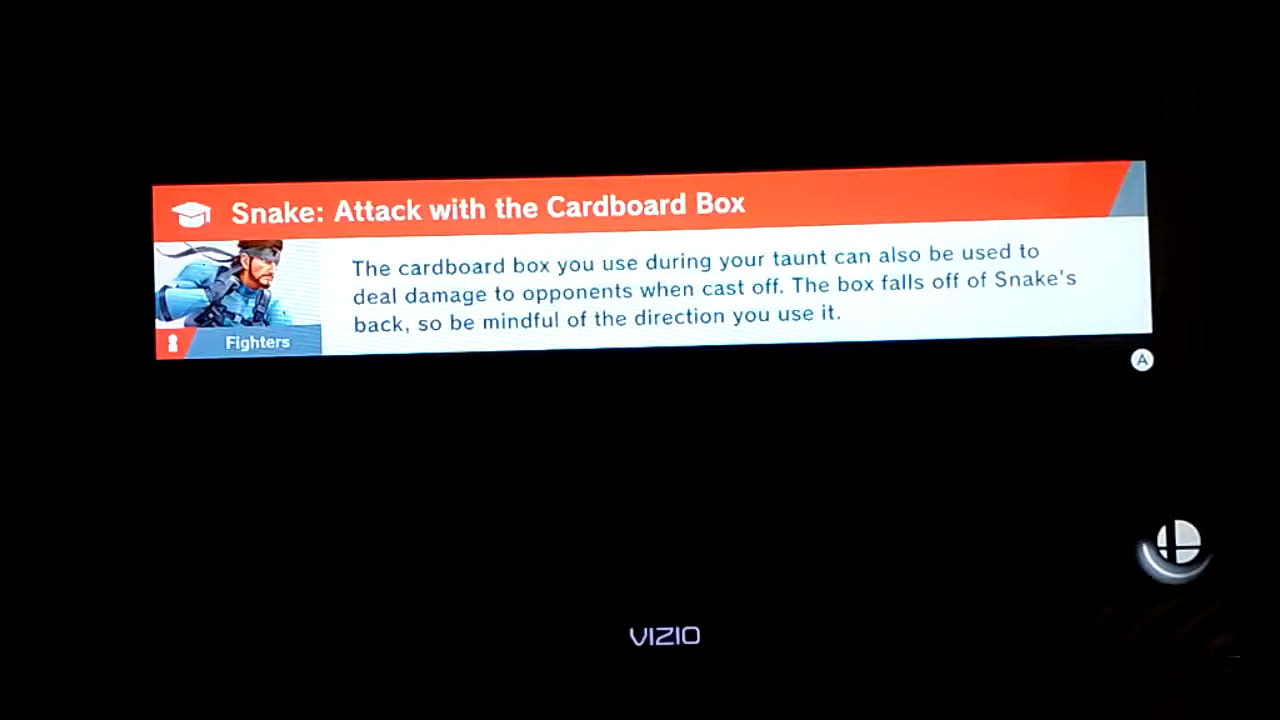 Snake: Attack with the Cardboard Box
The cardboard box you use during your taunt can also be used to
deal damage to opponents when cast off. The box falls off of Snake's
back, so be mindful of the direction you use it.
Fighters
A
VIZIO